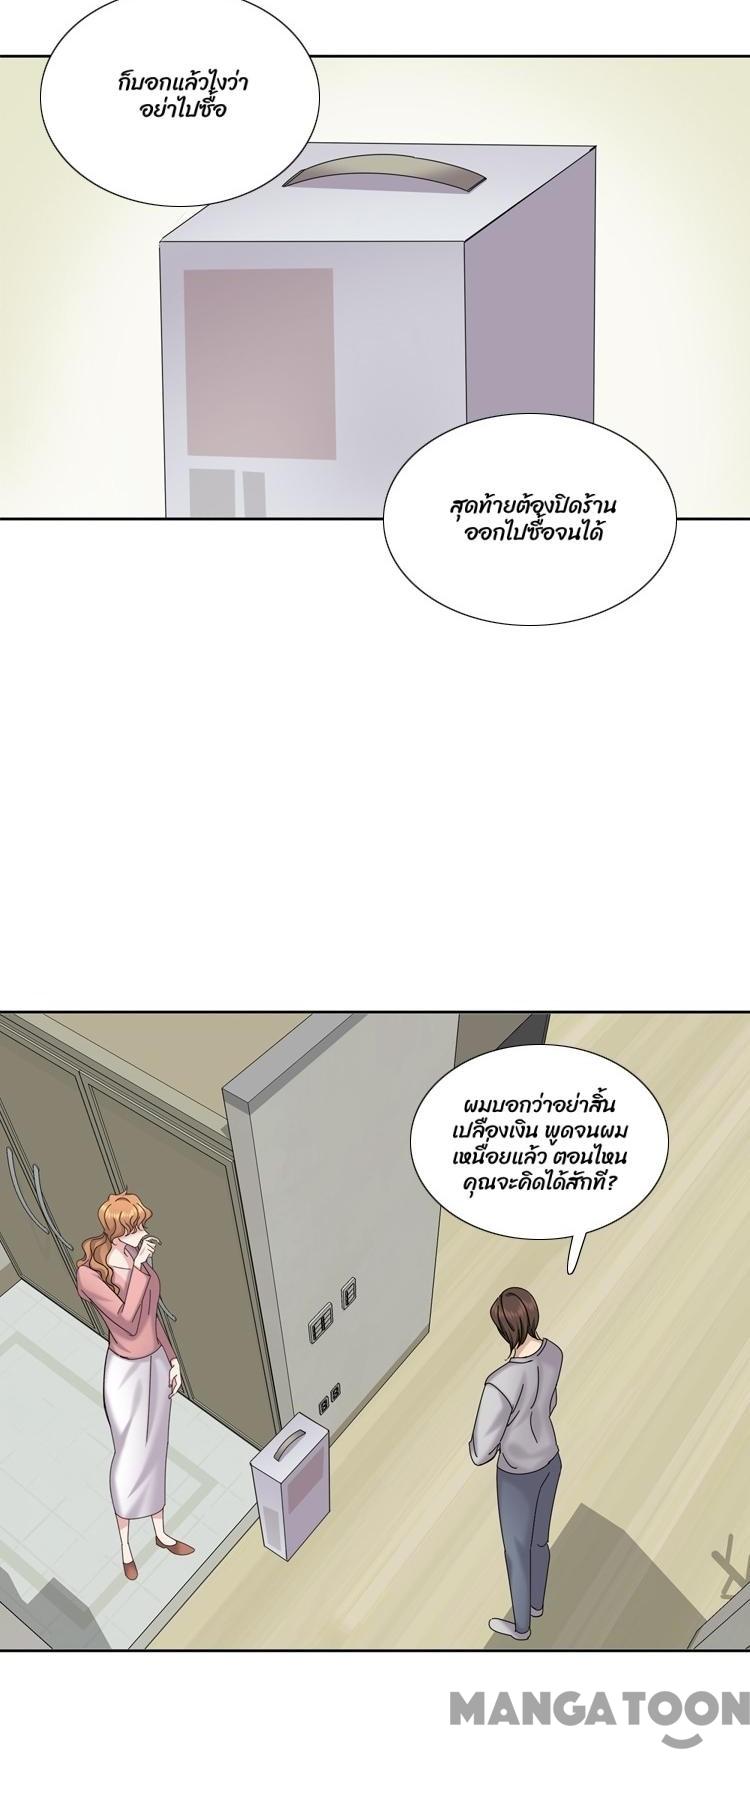 ก็บอกแล้วไงว่า
อย่าไปซื้อ
สุดท้ายต้องปิดร้าน
ออกไปซื้อจนได้
ผมบอกว่าอย่าสิ้น
เปลืองเงิน พูดจนผม
เหนื่อยแล้ว ตอนไหน
คุณจะคิดได้สักที?
MANGATOON